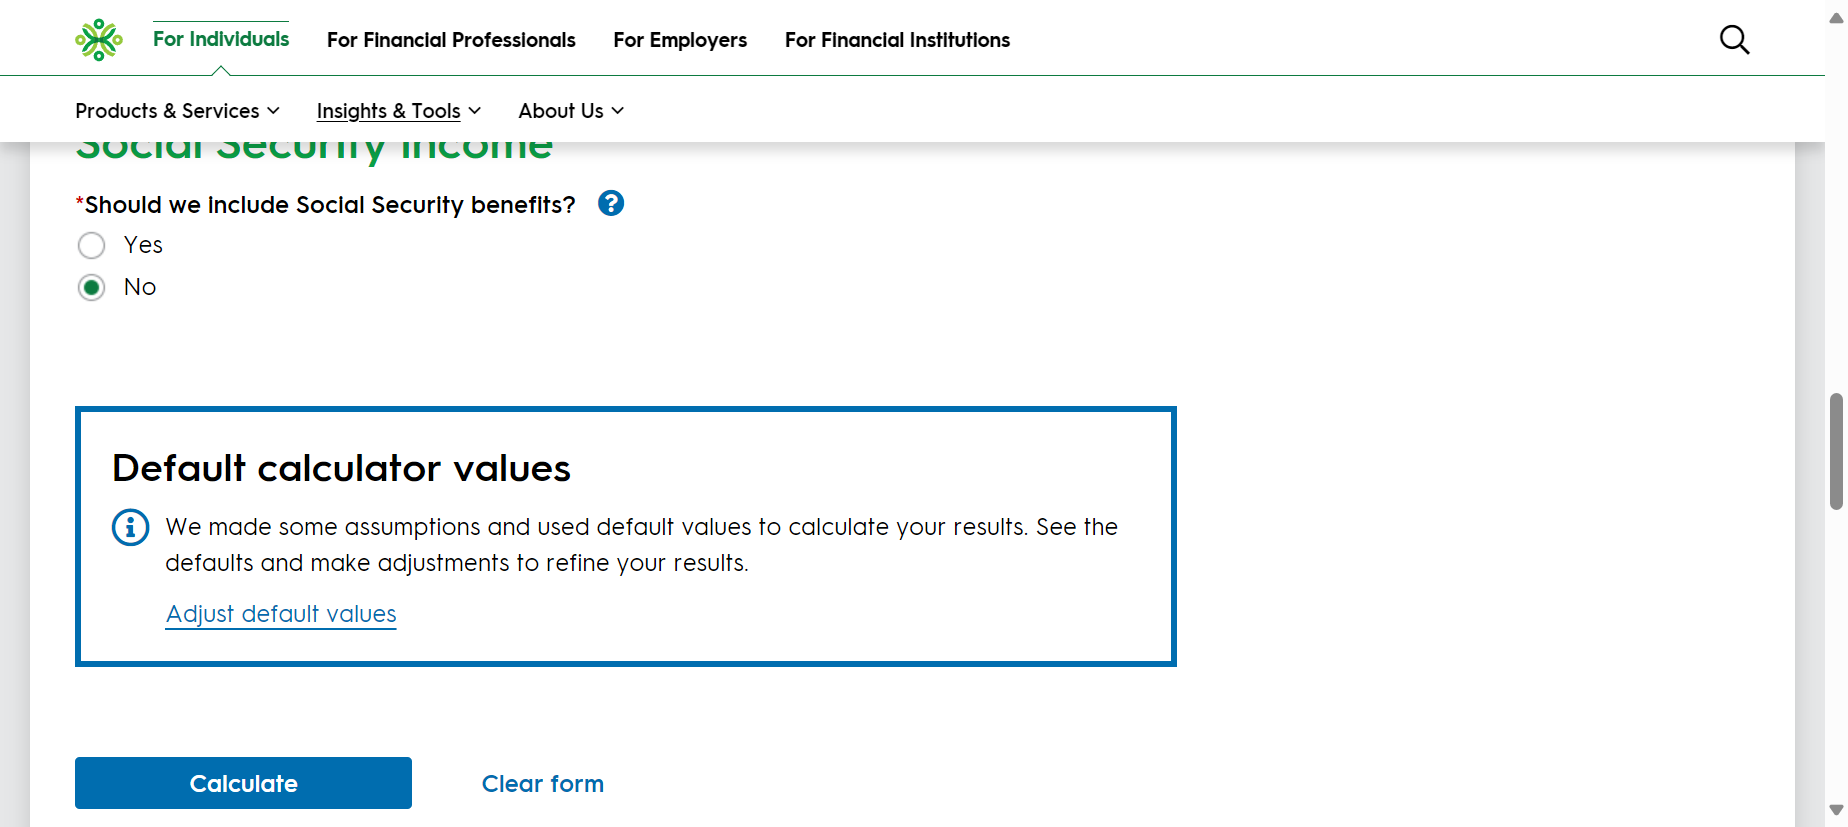 For Individuals For Financial Professionals For Employers For Financial Institutions
Products & Services Insights & Tools About Us
Social Security Income
*Should we include Social Security benefits?
Yes
No
Default calculator values
We made some assumptions and used default values to calculate your results. See the
defaults and make adjustments to refine your results.
Adjust default values
Calculate Clear form